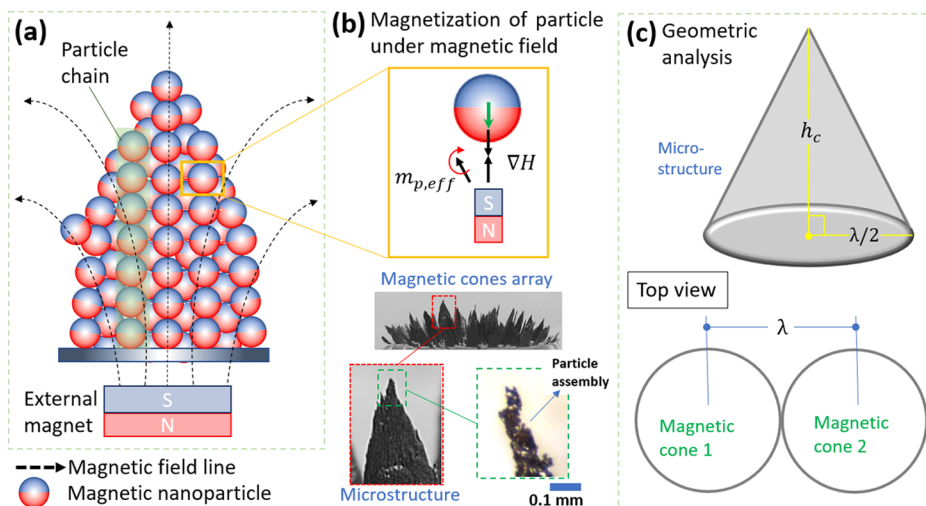 (a)
Particle
chain
External
magnet
S
N
Magnetic field line
Magnetic nanoparticle
(b) Magnetization of particle
under magnetic field
∇H
m_{p,eff}
S
N
Magnetic cones array
Particle
assembly
Microstructure
0.1 mm
(c) Geometric
analysis
h_c
Micro-
structure
λ/2
Top view
λ
Magnetic
cone 1
Magnetic
cone 2